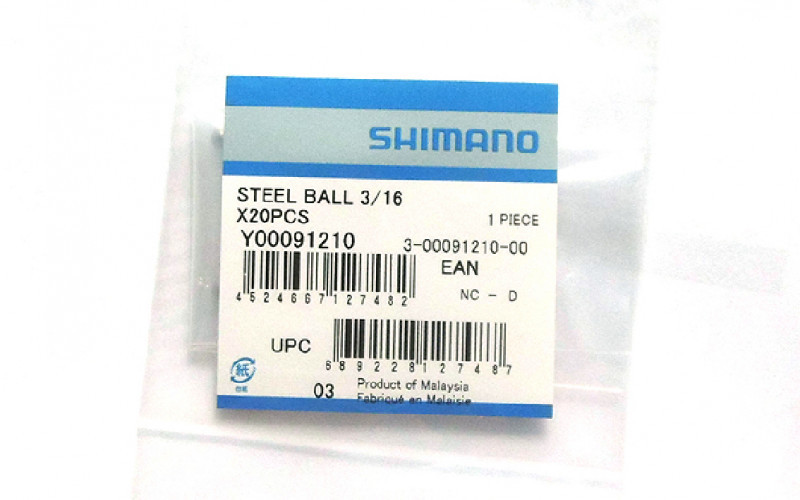 SHIMANO
STEEL BALL 3/16
X20PCS
1 PIECE
Y00091210
3-00091210-00
EAN
4524667127482
NC - D
UPC
689228127487
紙
03
Product of Malaysia
Fabriqué en Malaisie